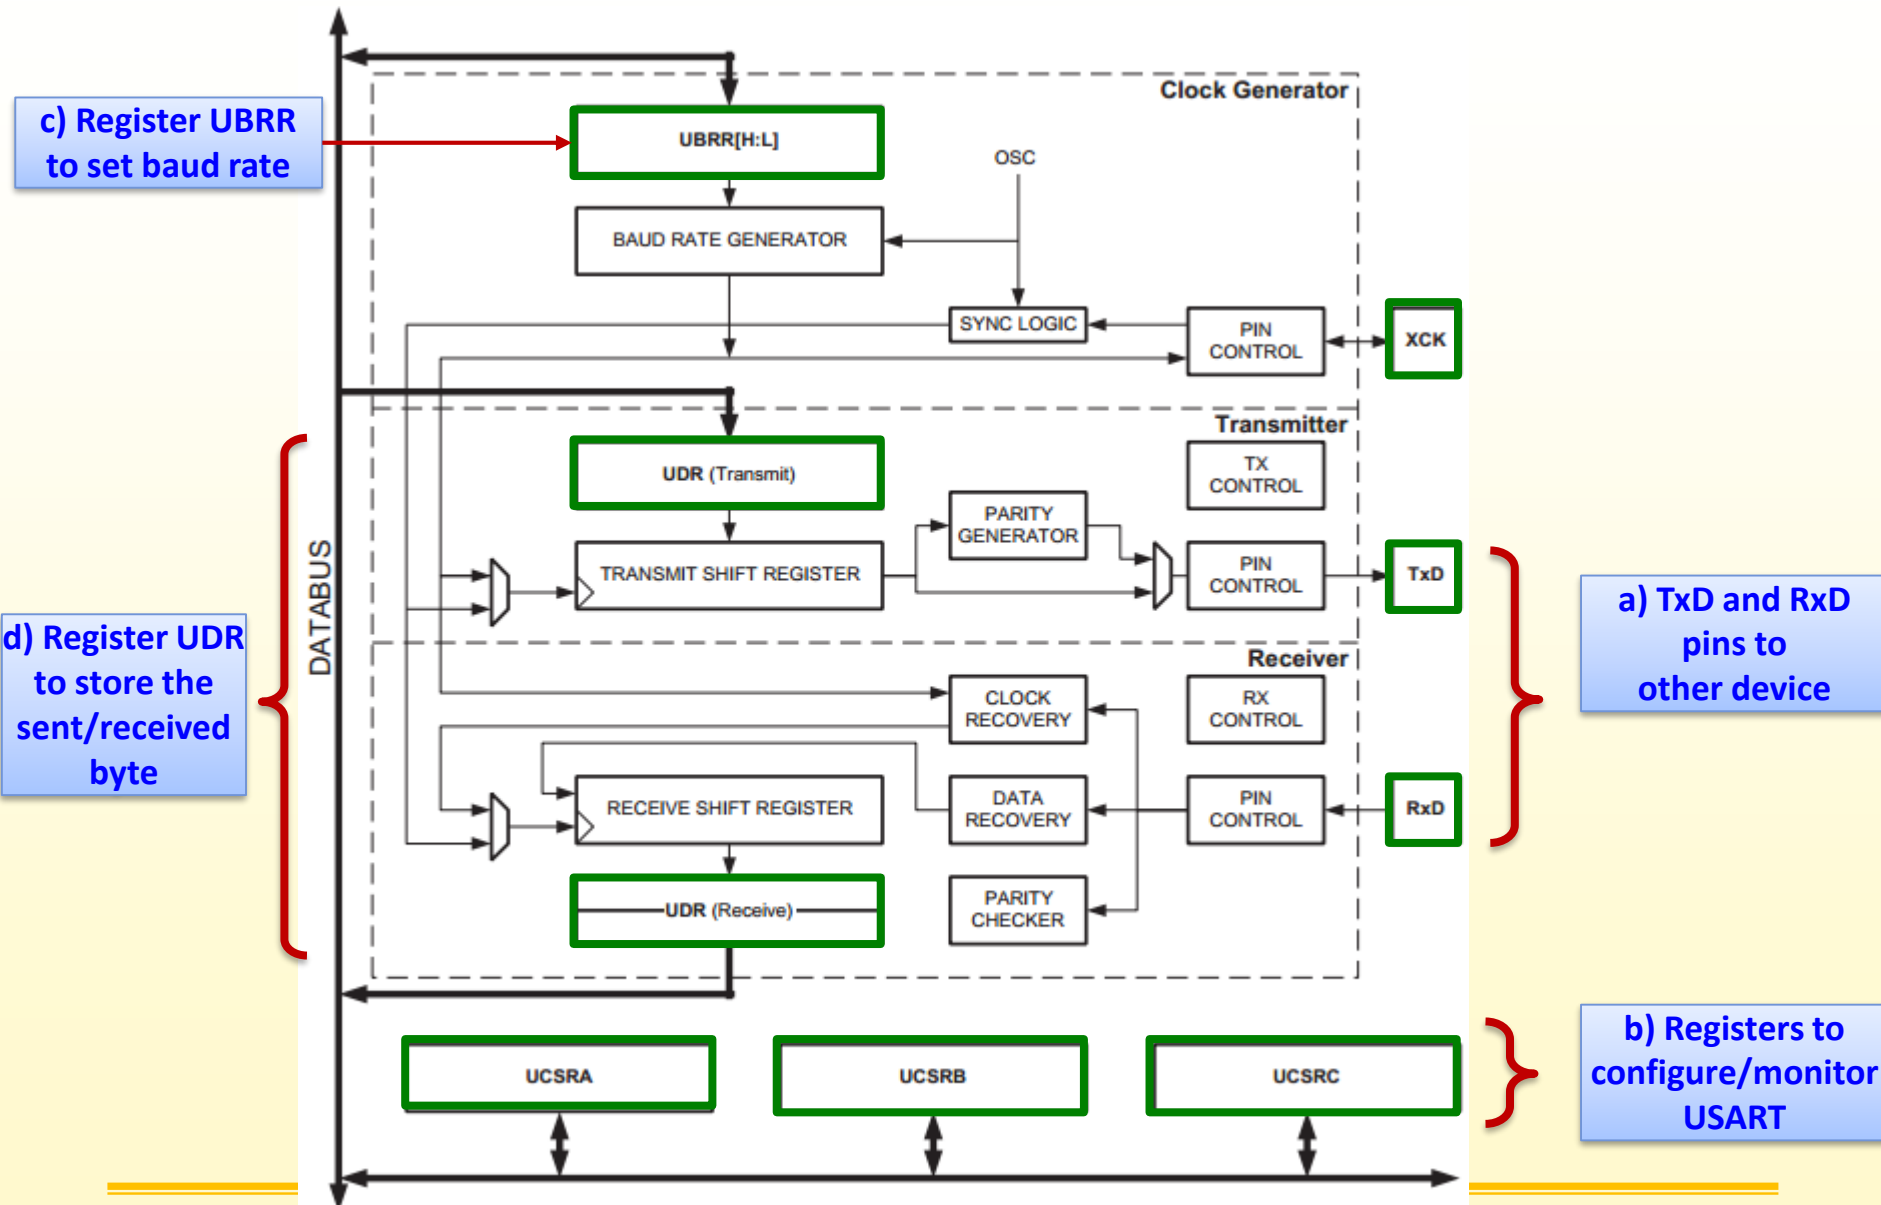 Clock Generator
c) Register UBRR
to set baud rate
UBRR[H:L]
OSC
BAUD RATE GENERATOR
SYNC LOGIC
PIN
CONTROL
XCK
Transmitter
UDR (Transmit)
TX
CONTROL
PARITY
GENERATOR
TRANSMIT SHIFT REGISTER
PIN
CONTROL
TxD
DATABUS
a) TxD and RxD
pins to
other device
d) Register UDR
to store the
sent/received
byte
Receiver
CLOCK
RECOVERY
RX
CONTROL
RECEIVE SHIFT REGISTER
DATA
RECOVERY
PIN
CONTROL
RxD
UDR (Receive)
PARITY
CHECKER
UCSRA
UCSRB
UCSRC
b) Registers to
configure/monitor
USART